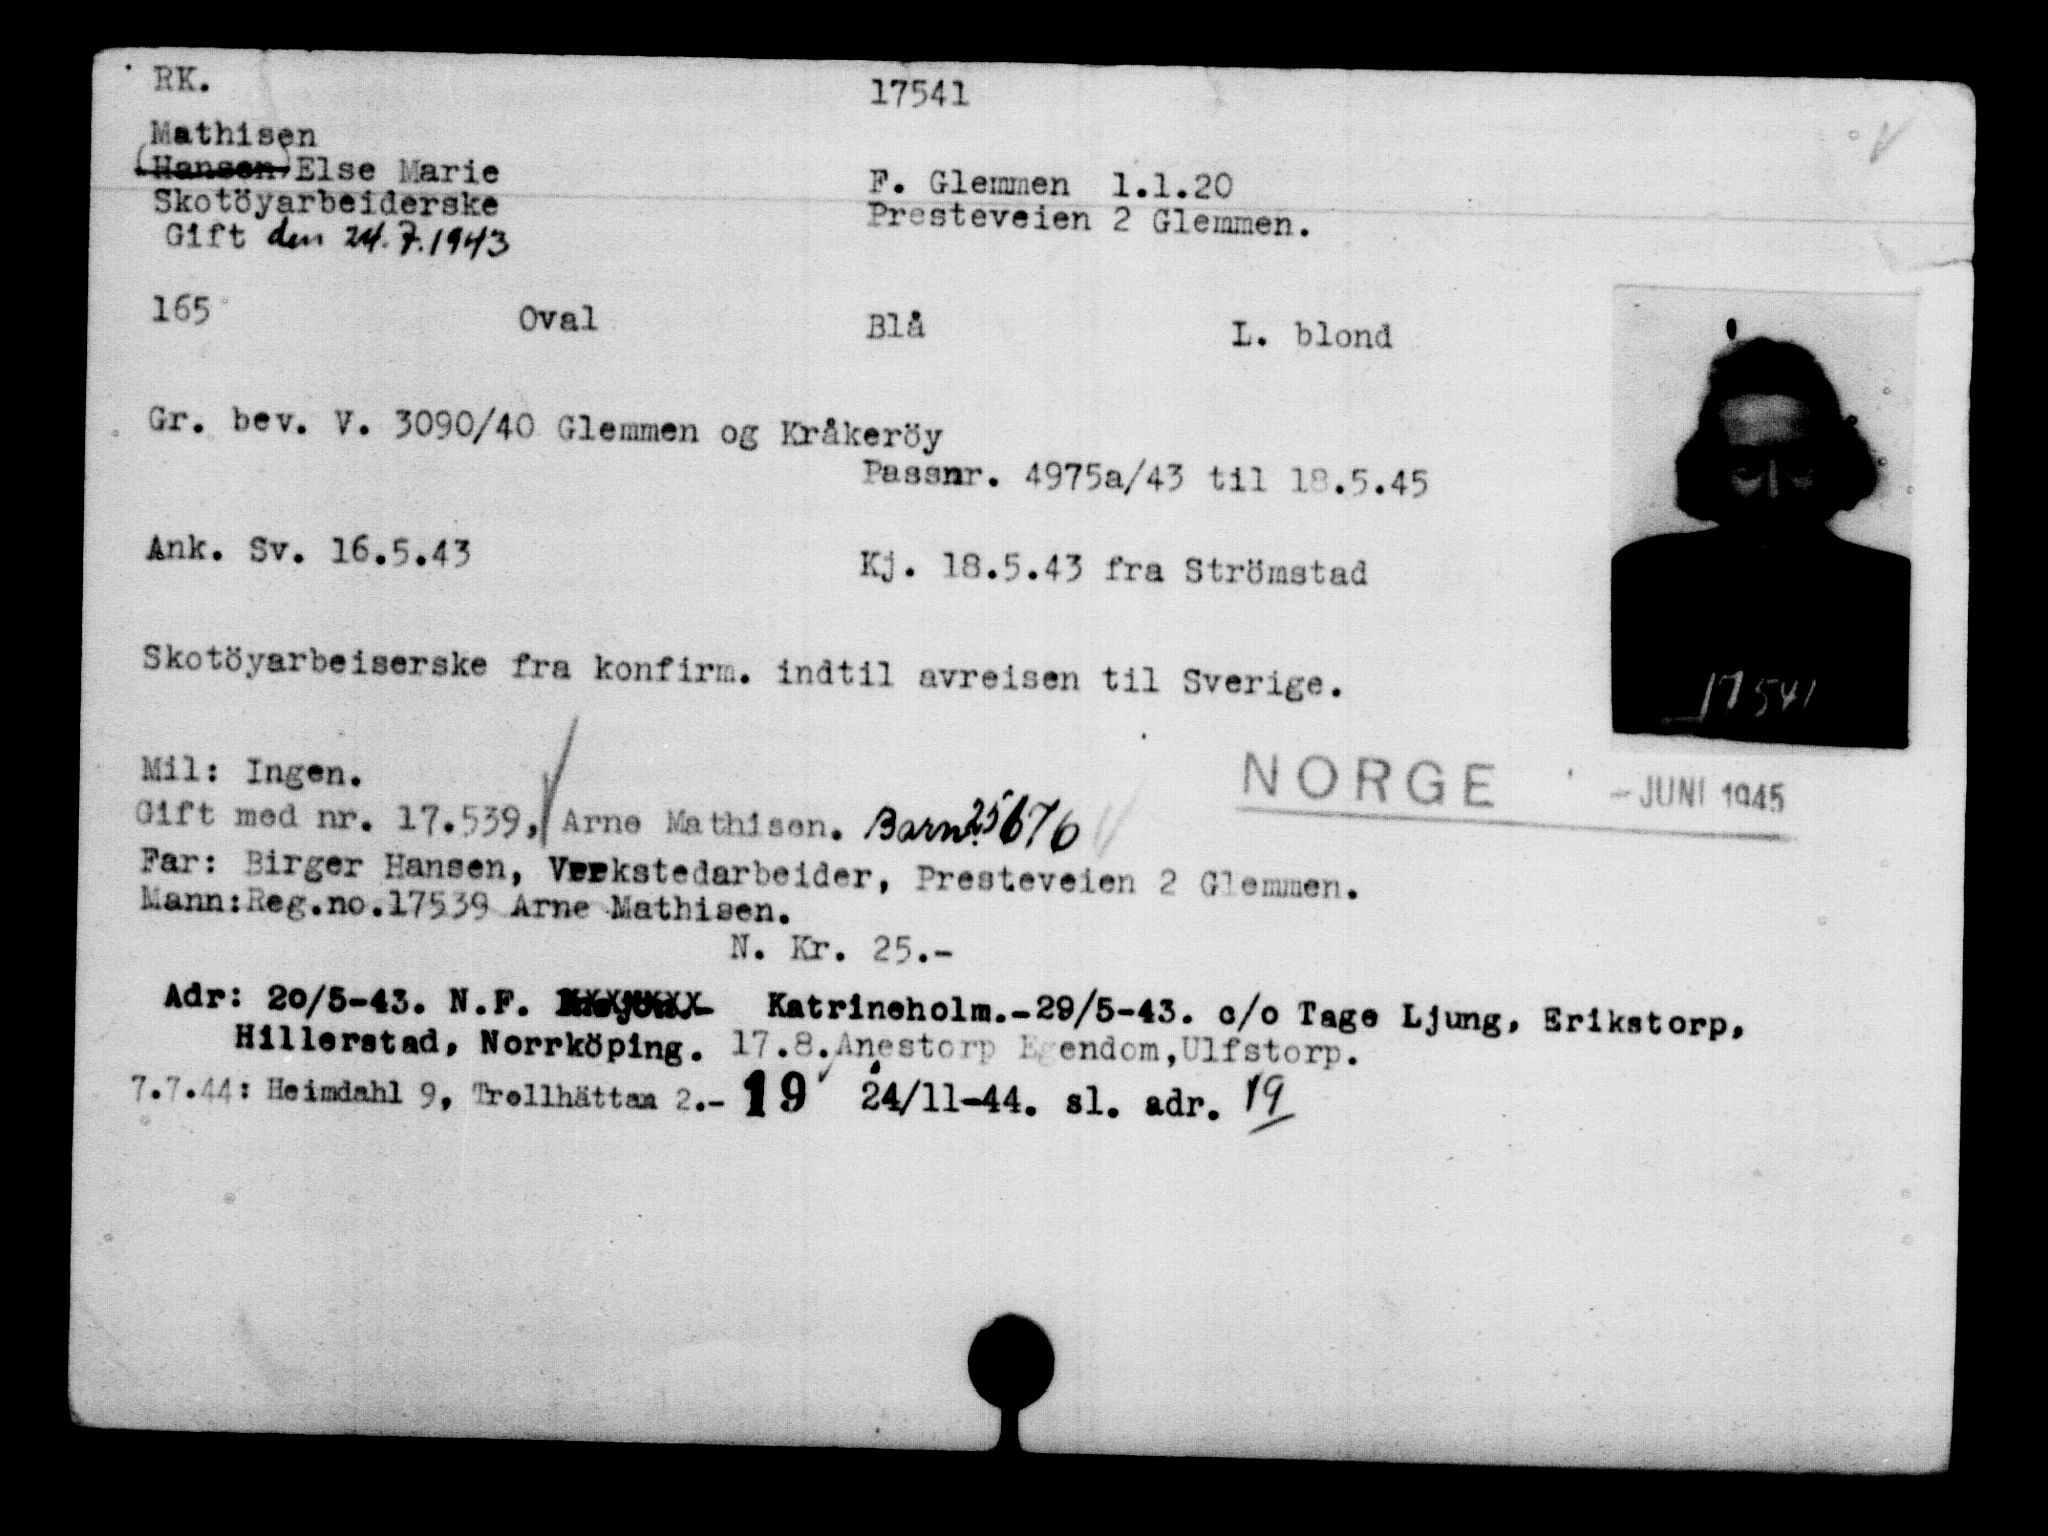 RK.
17541
Mathisen
(Hansen) Else Marie
Skotöyarbeiderske
Gift den 24.7.1943
F. Glemmen 1.1.20
Presteveien 2 Glemmen.
165 Oval Blå L. blond
Gr. bev. V. 3090/40 Glemmen og Kråkeröy
Passnr. 4975a/43 til 18.5.45
Ank. Sv. 16.5.43 Kj. 18.5.43 fra Strömstad
17541
Skotöyarbeiserske fra konfirm. indtil avreisen til Sverige.
NORGE - JUNI 1945
Mil: Ingen.
Gift med nr. 17.539, Arne Mathisen. Barn 25676
Far: Birger Hansen, Verkstedarbeider, Presteveien 2 Glemmen.
Mann:Reg.no.17539 Arne Mathisen.
N. Kr. 25.-
Adr: 20/5-43. N.F. Katrineholm.-29/5-43. c/o Tage Ljung, Erikstorp,
Hillerstad, Norrköping. 17.8. Anestorp Egendom, Ulfstorp.
7.7.44: Heimdahl 9, Trollhättan 2.- 19 24/11-44. sl. adr. 19